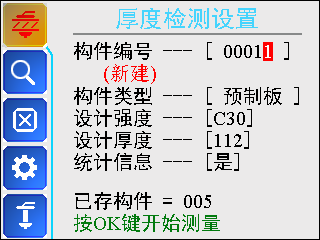 厚度检测设置
构件编号 --- [ 00011 ]
(新建)
构件类型 --- [ 预制板 ]
设计强度 --- [C30]
设计厚度 --- [112]
统计信息 --- [是]
已存构件 = 005
按OK键开始测量